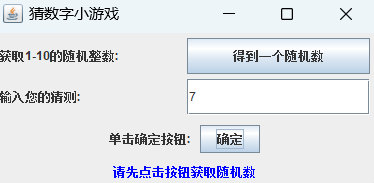 猜数字小游戏
获取1-10的随机整数: 得到一个随机数
输入您的猜测: 7
单击确定按钮: 确定
请先点击按钮获取随机数